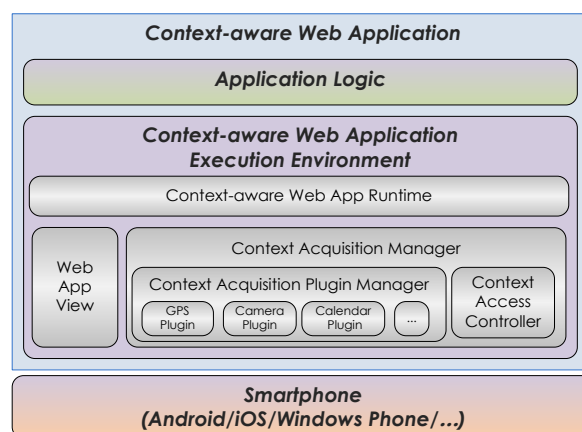 Context-aware Web Application
Application Logic
Context-aware Web Application
Execution Environment
Context-aware Web App Runtime
Web
App
View
Context Acquisition Manager
Context Acquisition Plugin Manager
GPS
Plugin
Camera
Plugin
Calendar
Plugin
...
Context
Access
Controller
Smartphone
(Android/iOS/Windows Phone/…)